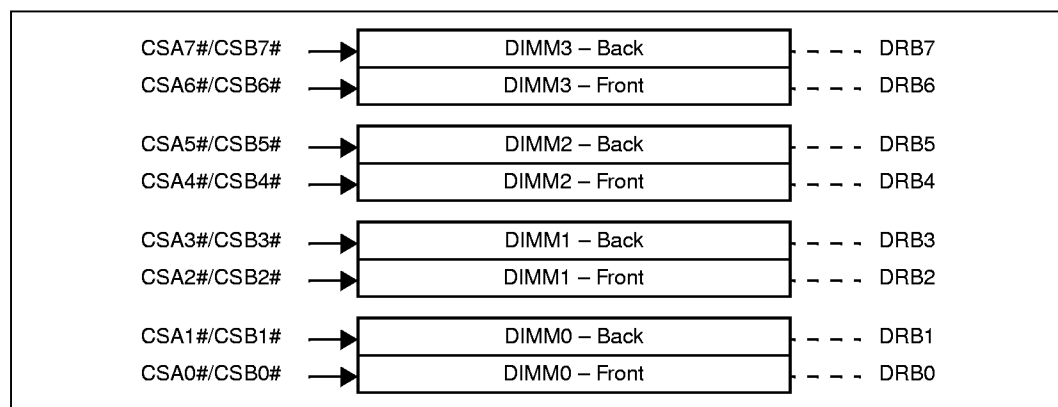 CSA7#/CSB7# DIMM3 – Back DRB7
CSA6#/CSB6# DIMM3 – Front DRB6
CSA5#/CSB5# DIMM2 – Back DRB5
CSA4#/CSB4# DIMM2 – Front DRB4
CSA3#/CSB3# DIMM1 – Back DRB3
CSA2#/CSB2# DIMM1 – Front DRB2
CSA1#/CSB1# DIMM0 – Back DRB1
CSA0#/CSB0# DIMM0 – Front DRB0